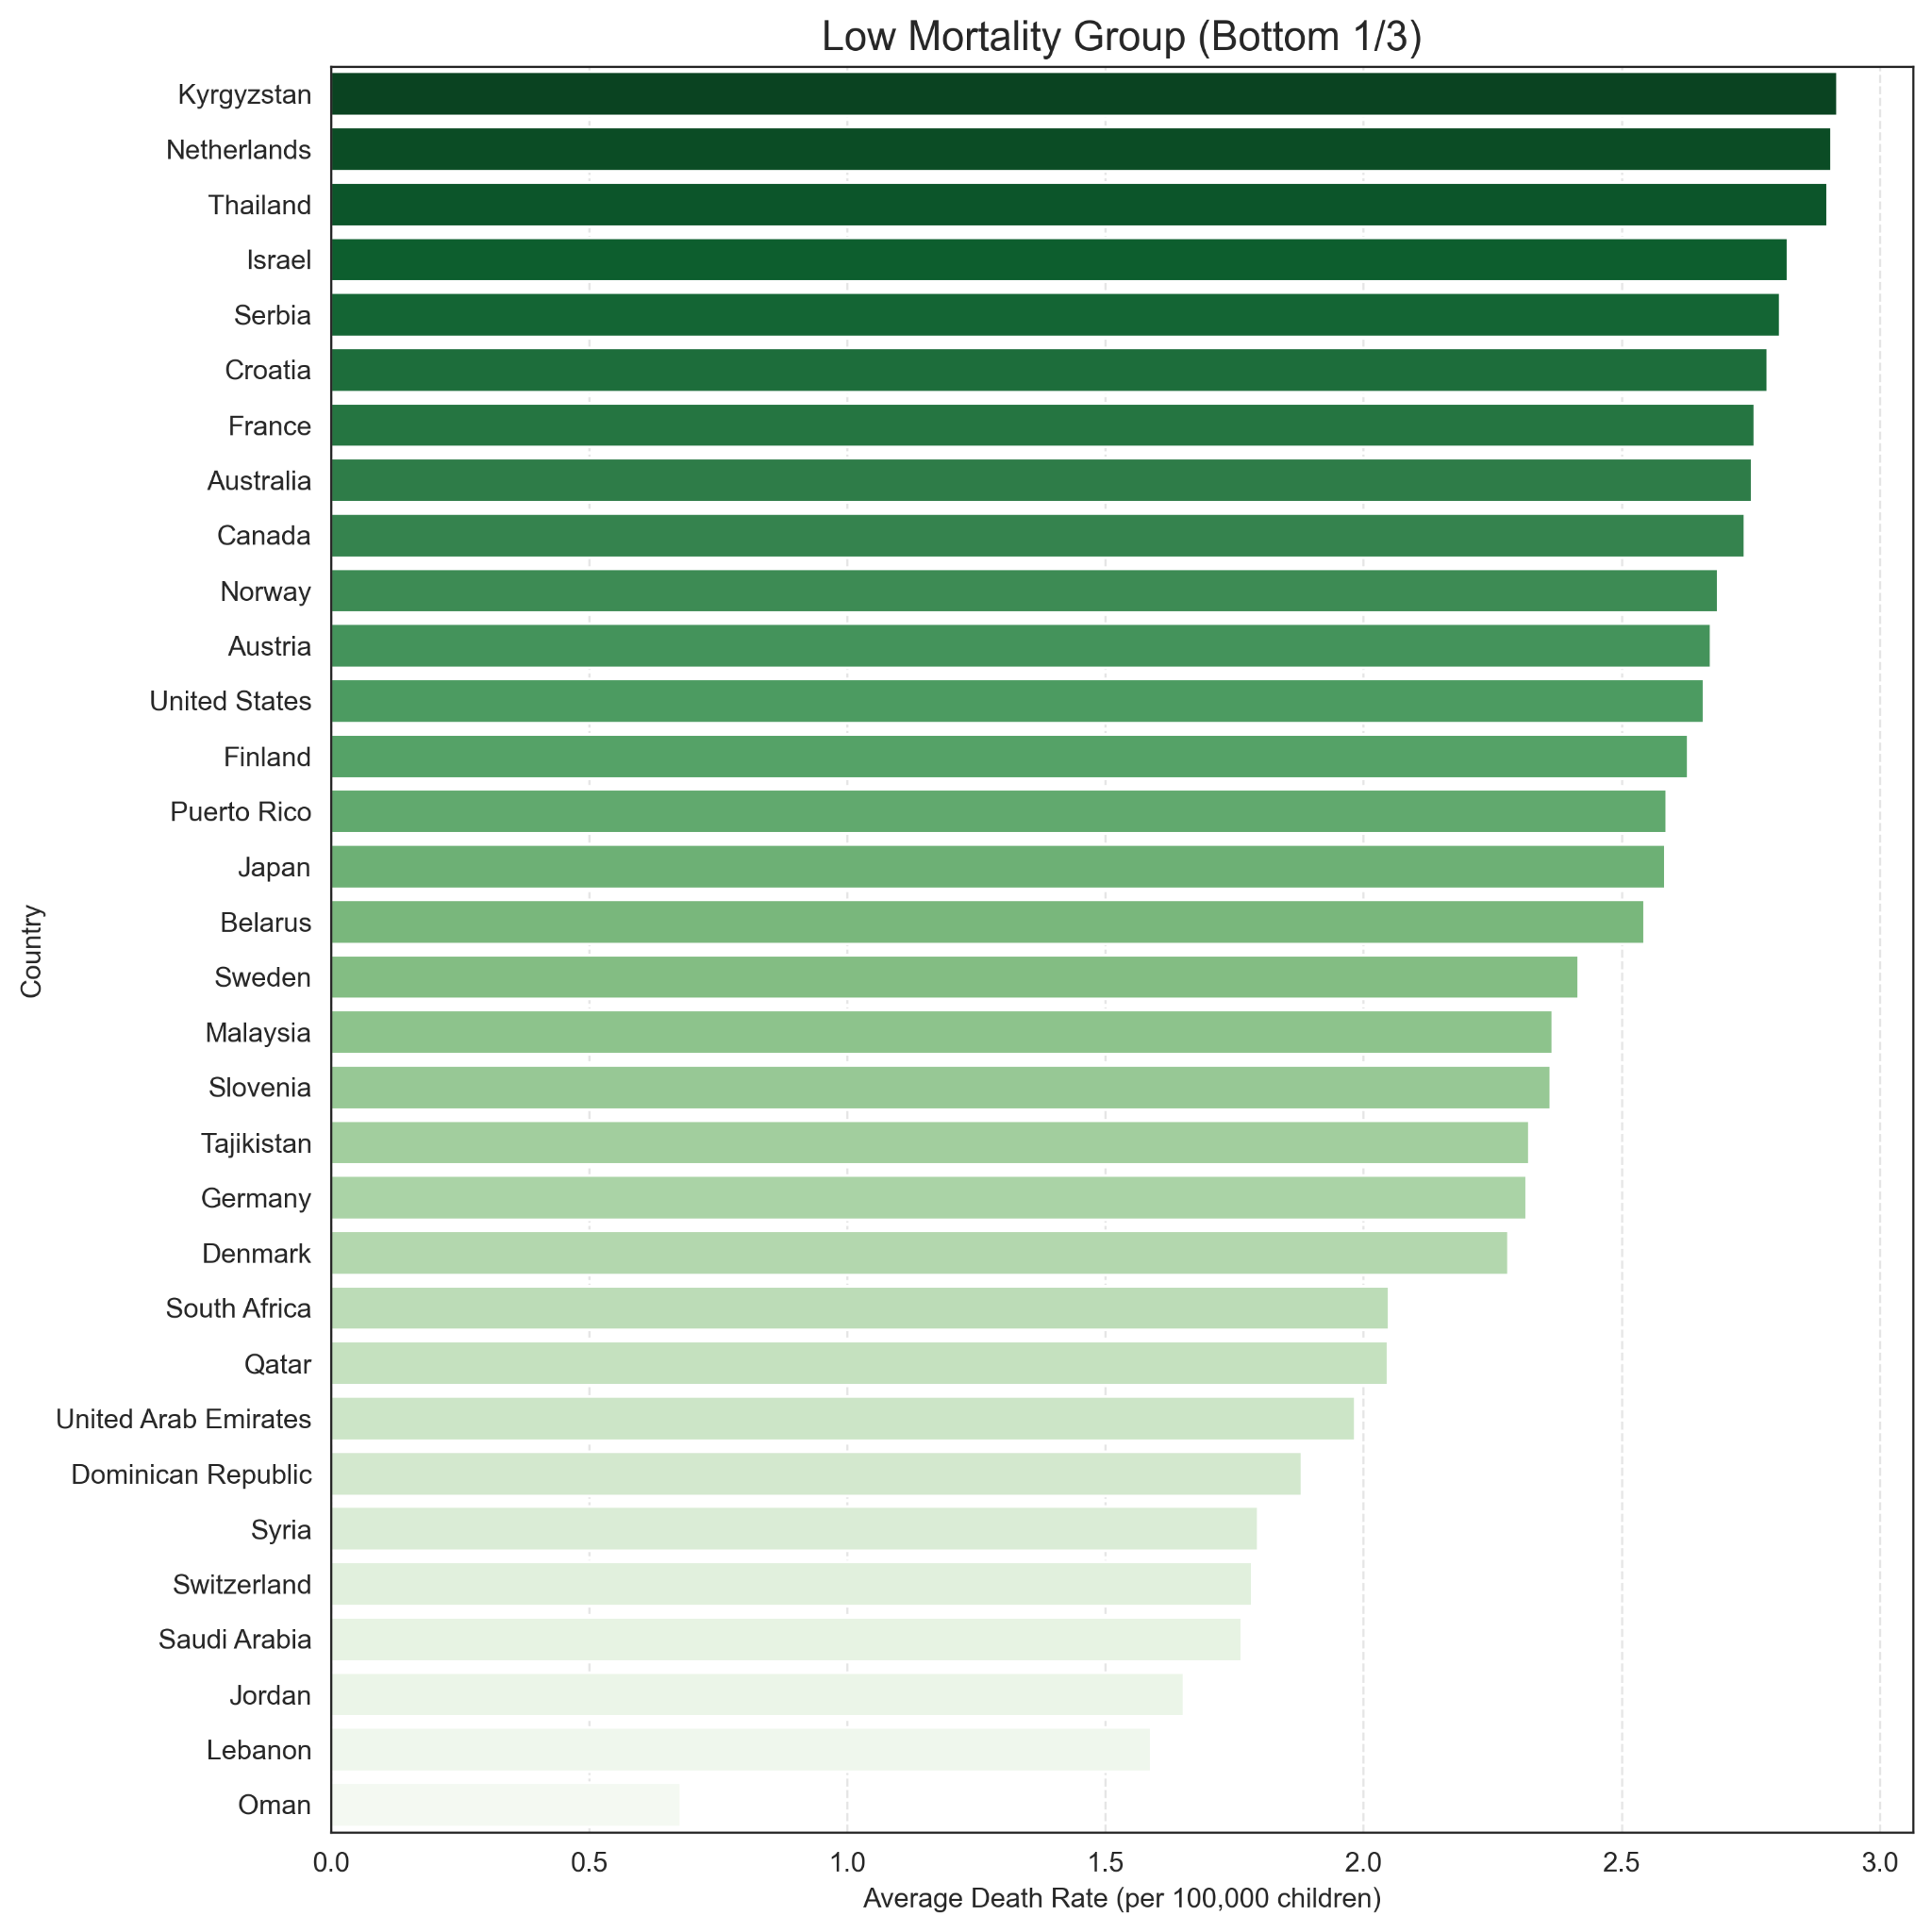 Low Mortality Group (Bottom 1/3)
Kyrgyzstan
Netherlands
Thailand
Israel
Serbia
Croatia
France
Australia
Canada
Norway
Austria
United States
Finland
Puerto Rico
Japan
Belarus
Sweden
Malaysia
Slovenia
Tajikistan
Germany
Denmark
South Africa
Qatar
United Arab Emirates
Dominican Republic
Syria
Switzerland
Saudi Arabia
Jordan
Lebanon
Oman
Country
0.0 0.5 1.0 1.5 2.0 2.5 3.0
Average Death Rate (per 100,000 children)